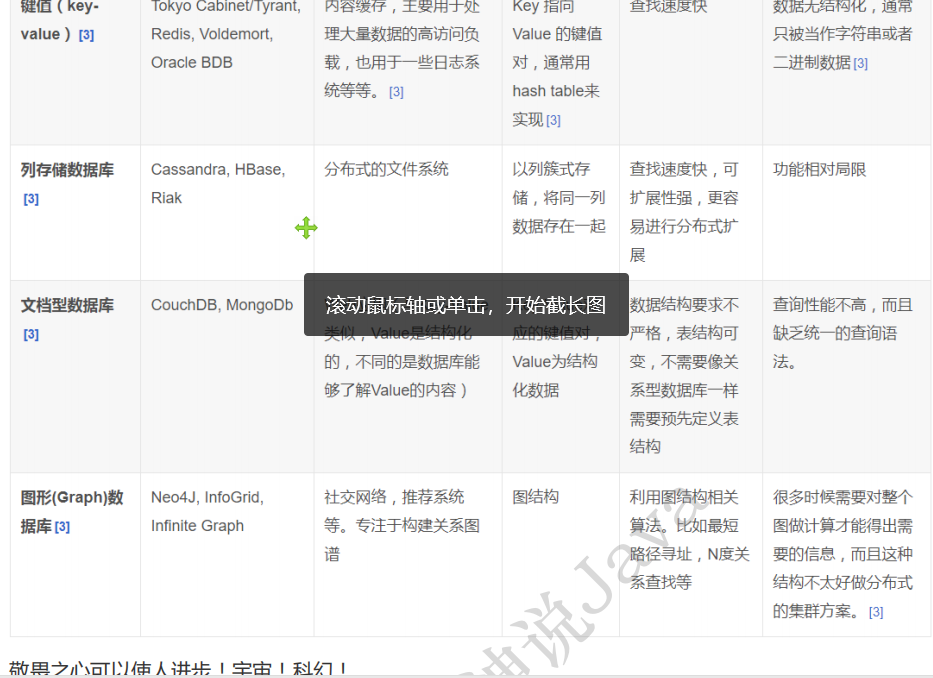 键值（key-
value）[3]
Tokyo Cabinet/Tyrant,
Redis, Voldemort,
Oracle BDB
内容缓存，主要用于处
理大量数据的高访问负
载，也用于一些日志系
统等等。[3]
Key 指向
Value 的键值
对，通常用
hash table来
实现[3]
查找速度快
数据无结构化，通常
只被当作字符串或者
二进制数据[3]
列存储数据库
[3]
Cassandra, HBase,
Riak
分布式的文件系统
以列簇式存
储，将同一列
数据存在一起
查找速度快，可
扩展性强，更容
易进行分布式扩
展
功能相对局限
滚动鼠标轴或单击，开始截长图
文档型数据库
[3]
CouchDB, MongoDb
类似，Value是结构化
的，不同的是数据库能
够了解Value的内容）
应的键值对，
Value为结构
化数据
数据结构要求不
严格，表结构可
变，不需要像关
系型数据库一样
需要预先定义表
结构
查询性能不高，而且
缺乏统一的查询语
法。
图形(Graph)数
据库[3]
Neo4J, InfoGrid,
Infinite Graph
社交网络，推荐系统
等。专注于构建关系图
谱
图结构
利用图结构相关
算法。比如最短
路径寻址，N度关
系查找等
很多时候需要对整个
图做计算才能得出需
要的信息，而且这种
结构不太好做分布式
的集群方案。[3]
神说Java
敬畏之心可以使人进步！宇宙！科幻！